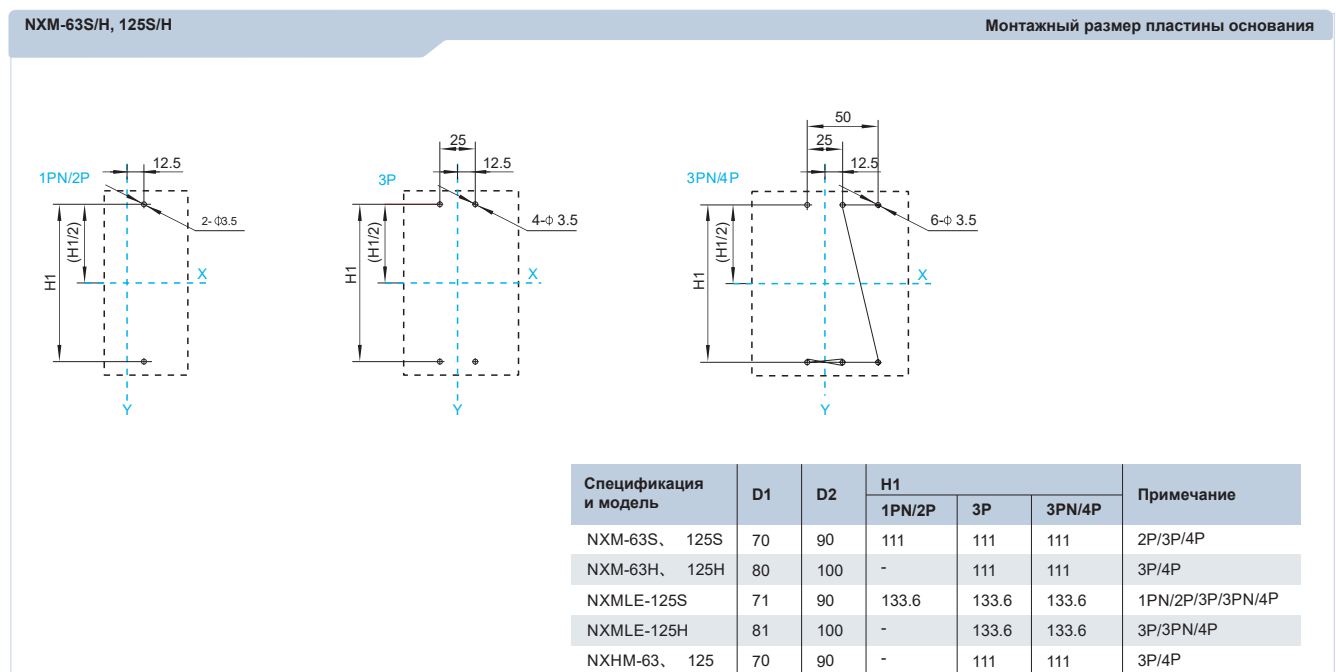 NXM-63S/H, 125S/H
Монтажный размер пластины основания
1PN/2P
12.5
2-Φ3.5
(H1/2)
H1
X
Y
3P
25
12.5
4-Φ 3.5
(H1/2)
H1
X
Y
3PN/4P
50
25
12.5
6-Φ 3.5
(H1/2)
H1
X
Y
Спецификация и модель D1 D2 H1 Примечание
1PN/2P 3P 3PN/4P
NXM-63S、 125S 70 90 111 111 111 2P/3P/4P
NXM-63H、 125H 80 100 - 111 111 3P/4P
NXMLE-125S 71 90 133.6 133.6 133.6 1PN/2P/3P/3PN/4P
NXMLE-125H 81 100 - 133.6 133.6 3P/3PN/4P
NXHM-63、 125 70 90 - 111 111 3P/4P